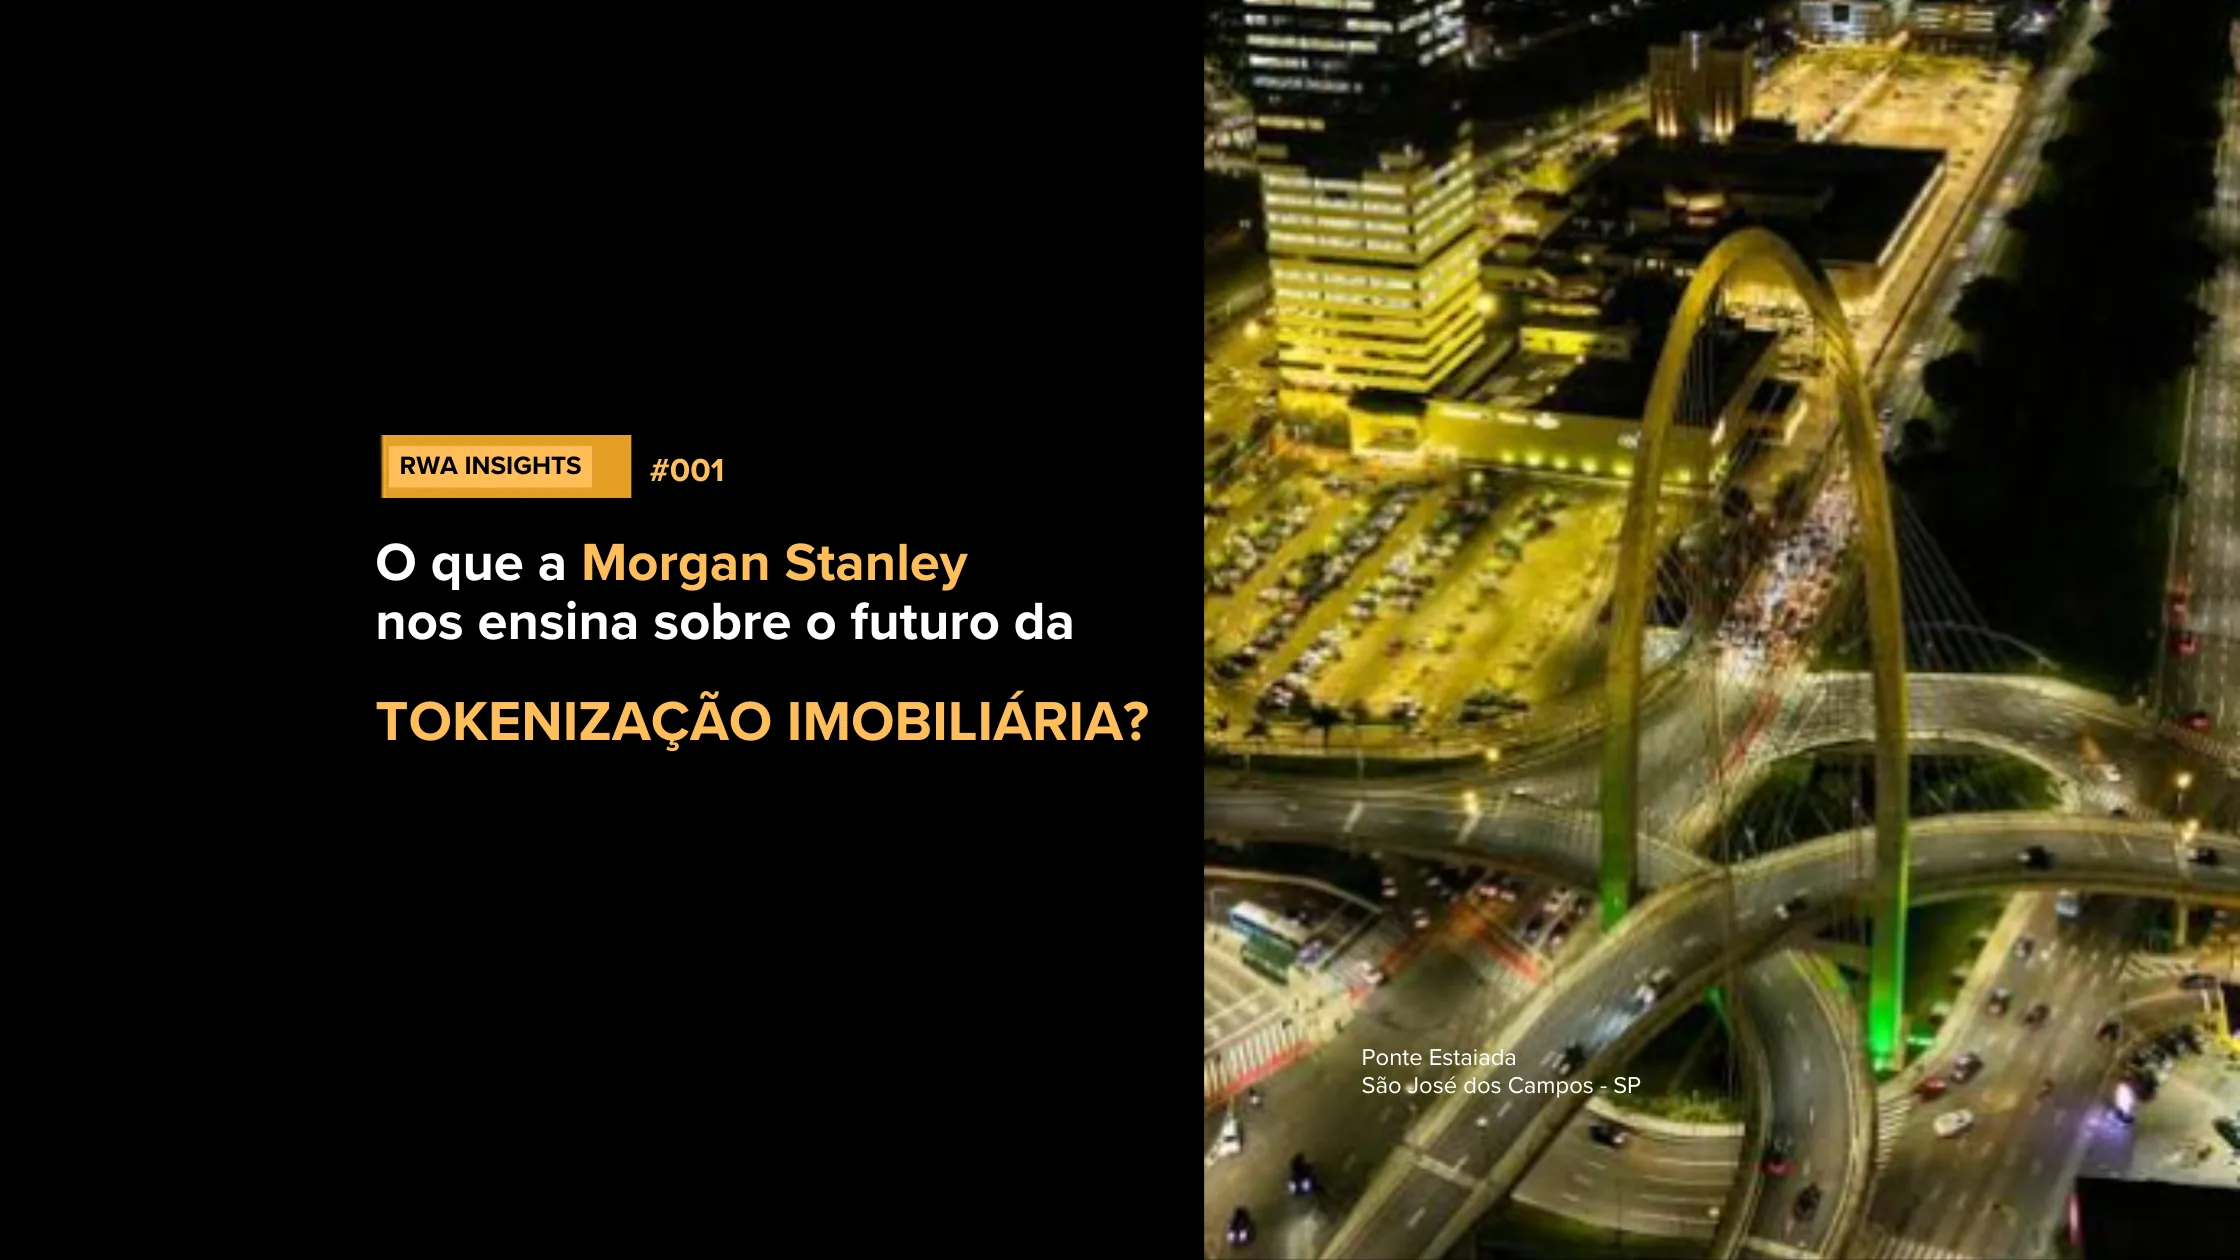 RWA INSIGHTS #001
O que a Morgan Stanley
nos ensina sobre o futuro da
TOKENIZAÇÃO IMOBILIÁRIA?
Ponte Estaiada
São José dos Campos - SP